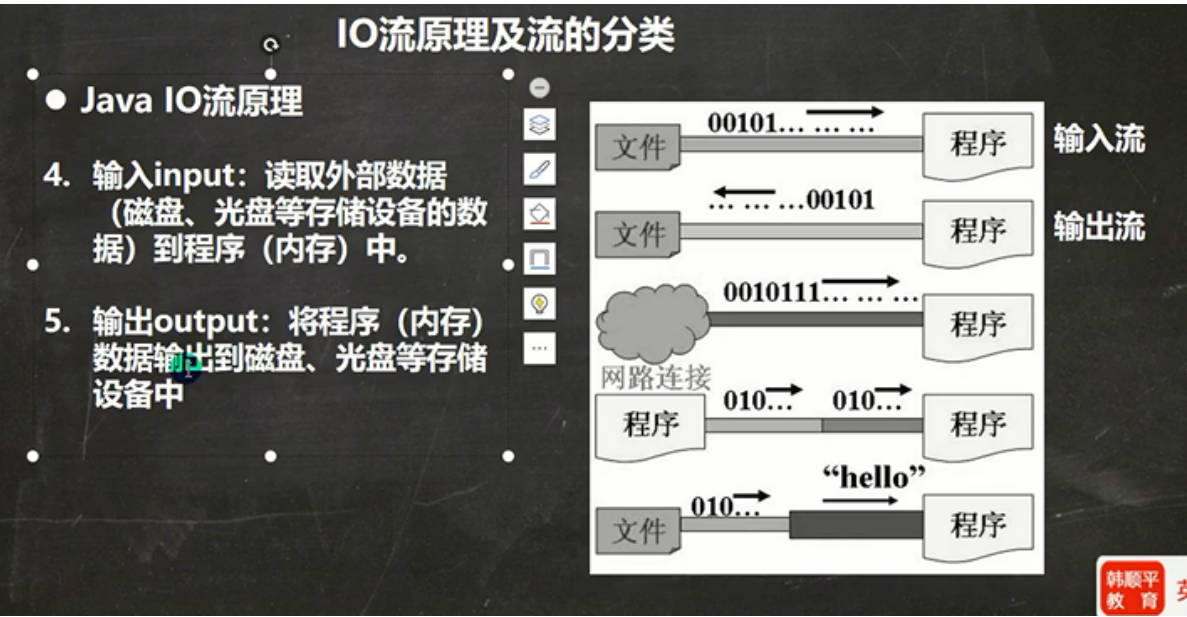 IO流原理及流的分类
● Java IO流原理
4. 输入input：读取外部数据
（磁盘、光盘等存储设备的数
据）到程序（内存）中。
5. 输出output：将程序（内存）
数据输出到磁盘、光盘等存储
设备中
00101... ... ...
文件
程序
输入流
... ... ...00101
文件
程序
输出流
0010111... ... ...
程序
网路连接
010... 010...
程序
程序
“hello”
010...
文件
程序
韩顺平
教 育